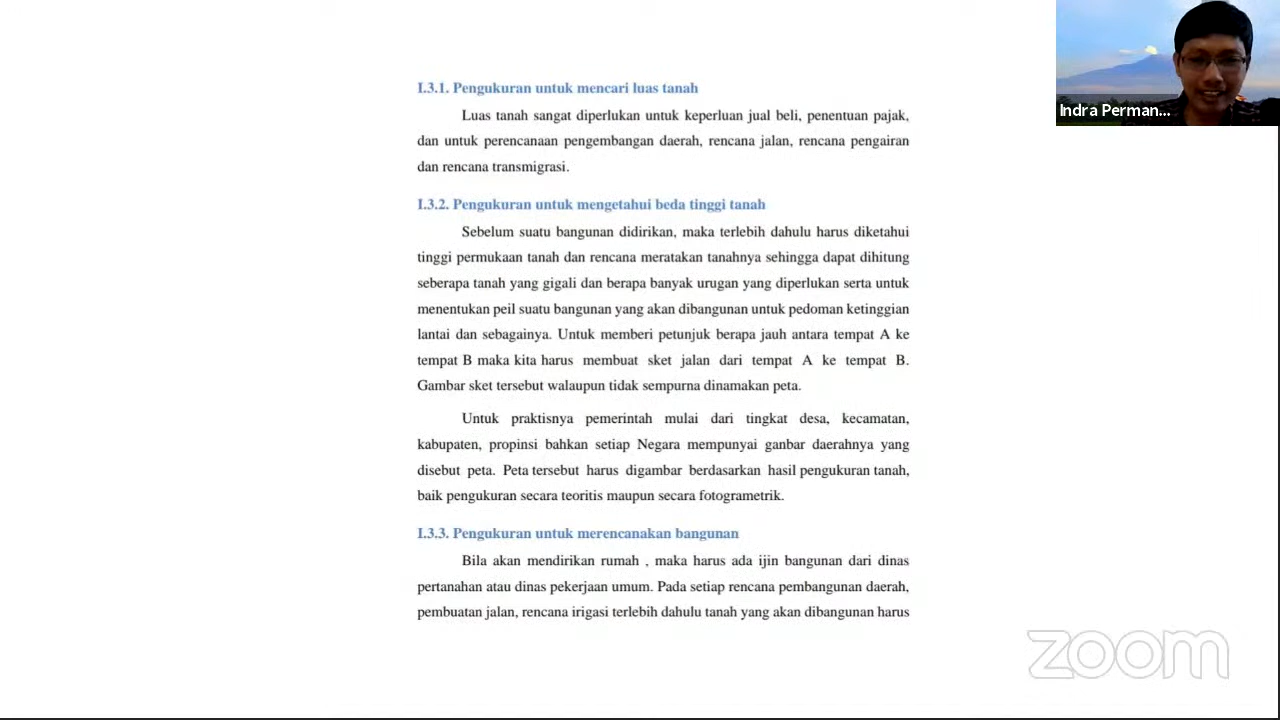 I.3.1. Pengukuran untuk mencari luas tanah
Luas tanah sangat diperlukan untuk keperluan jual beli, penentuan pajak,
dan untuk perencanaan pengembangan daerah, rencana jalan, rencana pengairan
dan rencana transmigrasi.
I.3.2. Pengukuran untuk mengetahui beda tinggi tanah
Sebelum suatu bangunan didirikan, maka terlebih dahulu harus diketahui
tinggi permukaan tanah dan rencana meratakan tanahnya sehingga dapat dihitung
seberapa tanah yang gigali dan berapa banyak urugan yang diperlukan serta untuk
menentukan peil suatu bangunan yang akan dibangunan untuk pedoman ketinggian
lantai dan sebagainya. Untuk memberi petunjuk berapa jauh antara tempat A ke
tempat B maka kita harus membuat sket jalan dari tempat A ke tempat B.
Gambar sket tersebut walaupun tidak sempurna dinamakan peta.
Untuk praktisnya pemerintah mulai dari tingkat desa, kecamatan,
kabupaten, propinsi bahkan setiap Negara mempunyai ganbar daerahnya yang
disebut peta. Peta tersebut harus digambar berdasarkan hasil pengukuran tanah,
baik pengukuran secara teoritis maupun secara fotogrametrik.
I.3.3. Pengukuran untuk merencanakan bangunan
Bila akan mendirikan rumah , maka harus ada ijin bangunan dari dinas
pertanahan atau dinas pekerjaan umum. Pada setiap rencana pembangunan daerah,
pembuatan jalan, rencana irigasi terlebih dahulu tanah yang akan dibangunan harus
Indra Perman...
zoom